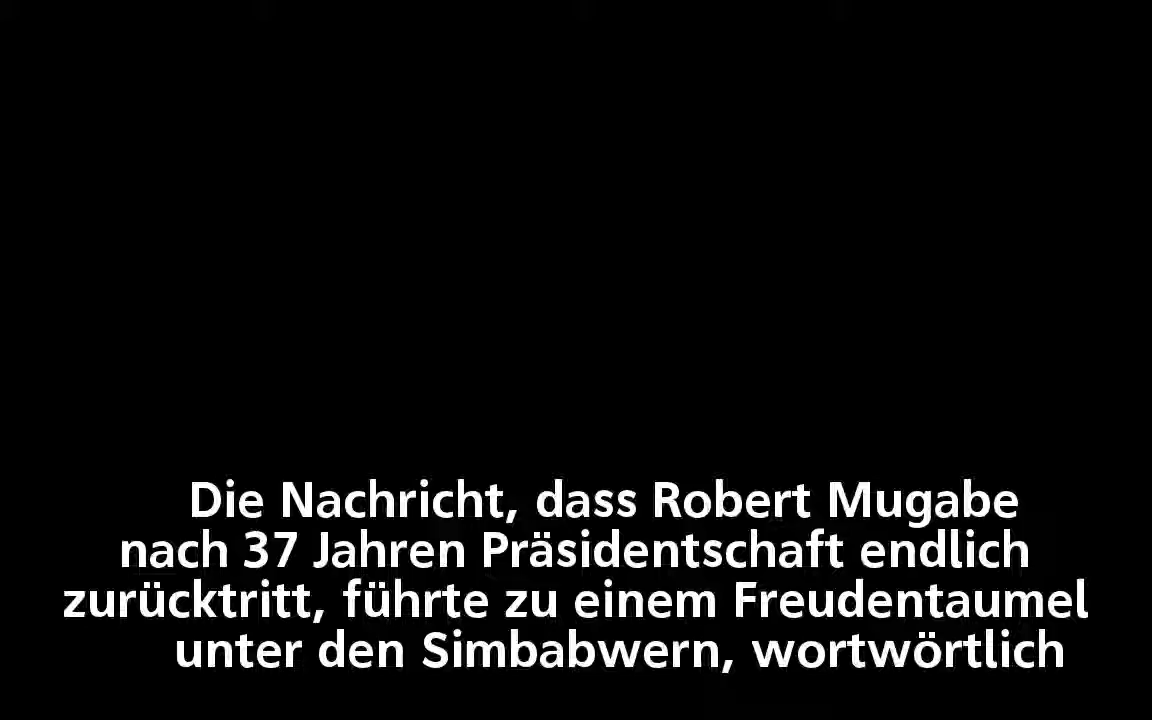 Die Nachricht, dass Robert Mugabe
nach 37 Jahren Präsidentschaft endlich
zurücktritt, führte zu einem Freudentaumel
unter den Simbabwern, wortwörtlich